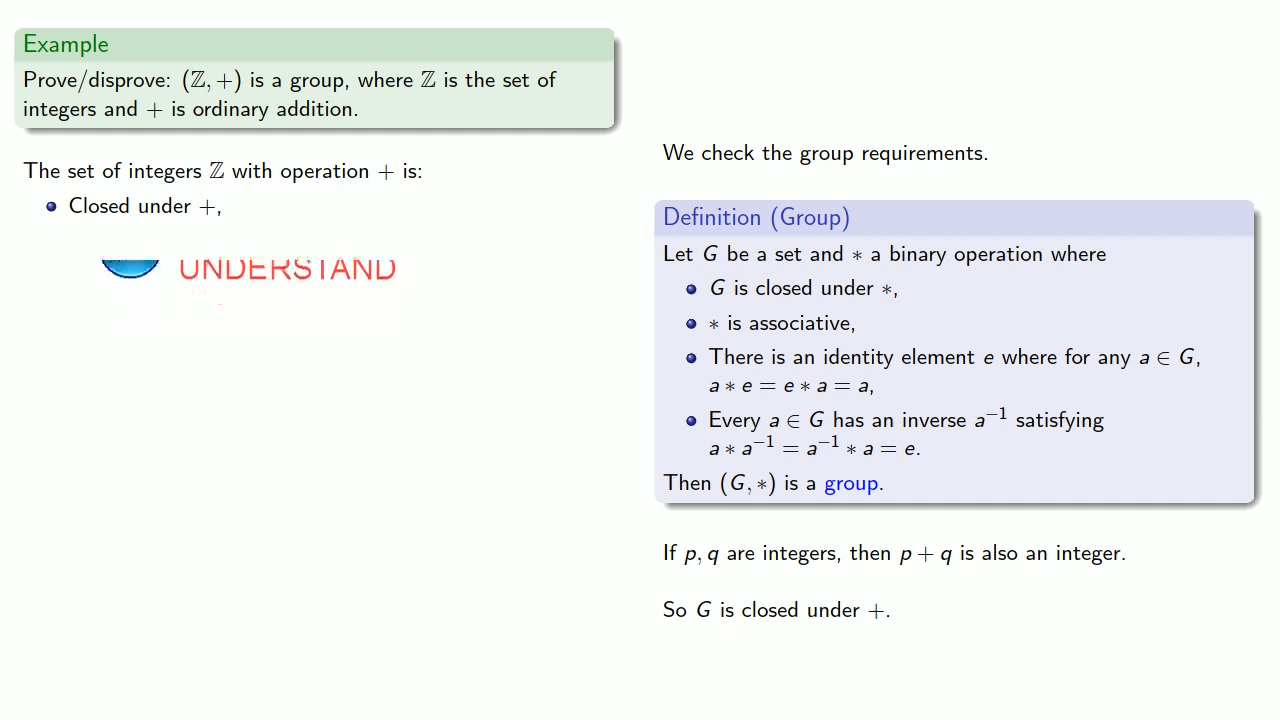 Example
Prove/disprove: (ℤ, +) is a group, where ℤ is the set of
integers and + is ordinary addition.
The set of integers ℤ with operation + is:
• Closed under +,
UNDERSTAND
We check the group requirements.
Definition (Group)
Let G be a set and ∗ a binary operation where
• G is closed under ∗,
• ∗ is associative,
• There is an identity element e where for any a ∈ G,
a ∗ e = e ∗ a = a,
• Every a ∈ G has an inverse a⁻¹ satisfying
a ∗ a⁻¹ = a⁻¹ ∗ a = e.
Then (G, ∗) is a group.
If p, q are integers, then p + q is also an integer.
So G is closed under +.